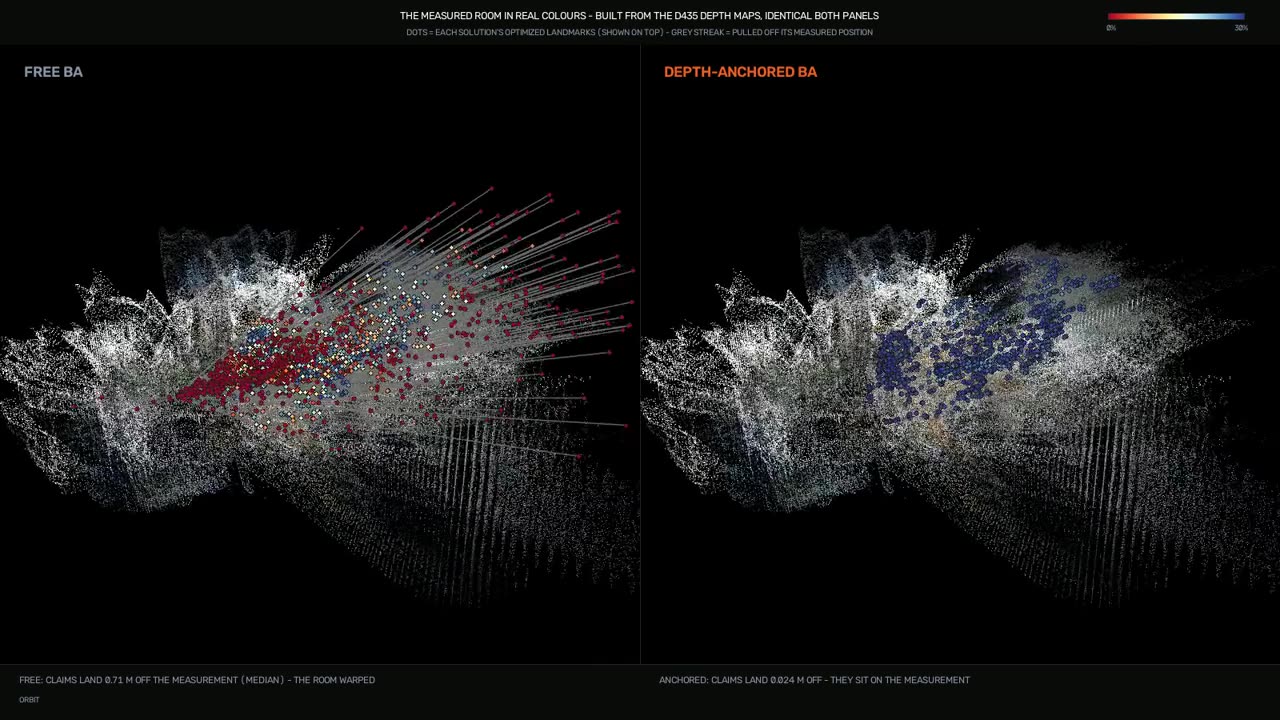 THE MEASURED ROOM IN REAL COLOURS - BUILT FROM THE D435 DEPTH MAPS, IDENTICAL BOTH PANELS
DOTS = EACH SOLUTION'S OPTIMIZED LANDMARKS (SHOWN ON TOP) - GREY STREAK = PULLED OFF ITS MEASURED POSITION
0% 30%
FREE BA
DEPTH-ANCHORED BA
FREE: CLAIMS LAND 0.71 M OFF THE MEASUREMENT (MEDIAN) - THE ROOM WARPED
ANCHORED: CLAIMS LAND 0.024 M OFF - THEY SIT ON THE MEASUREMENT
ORBIT